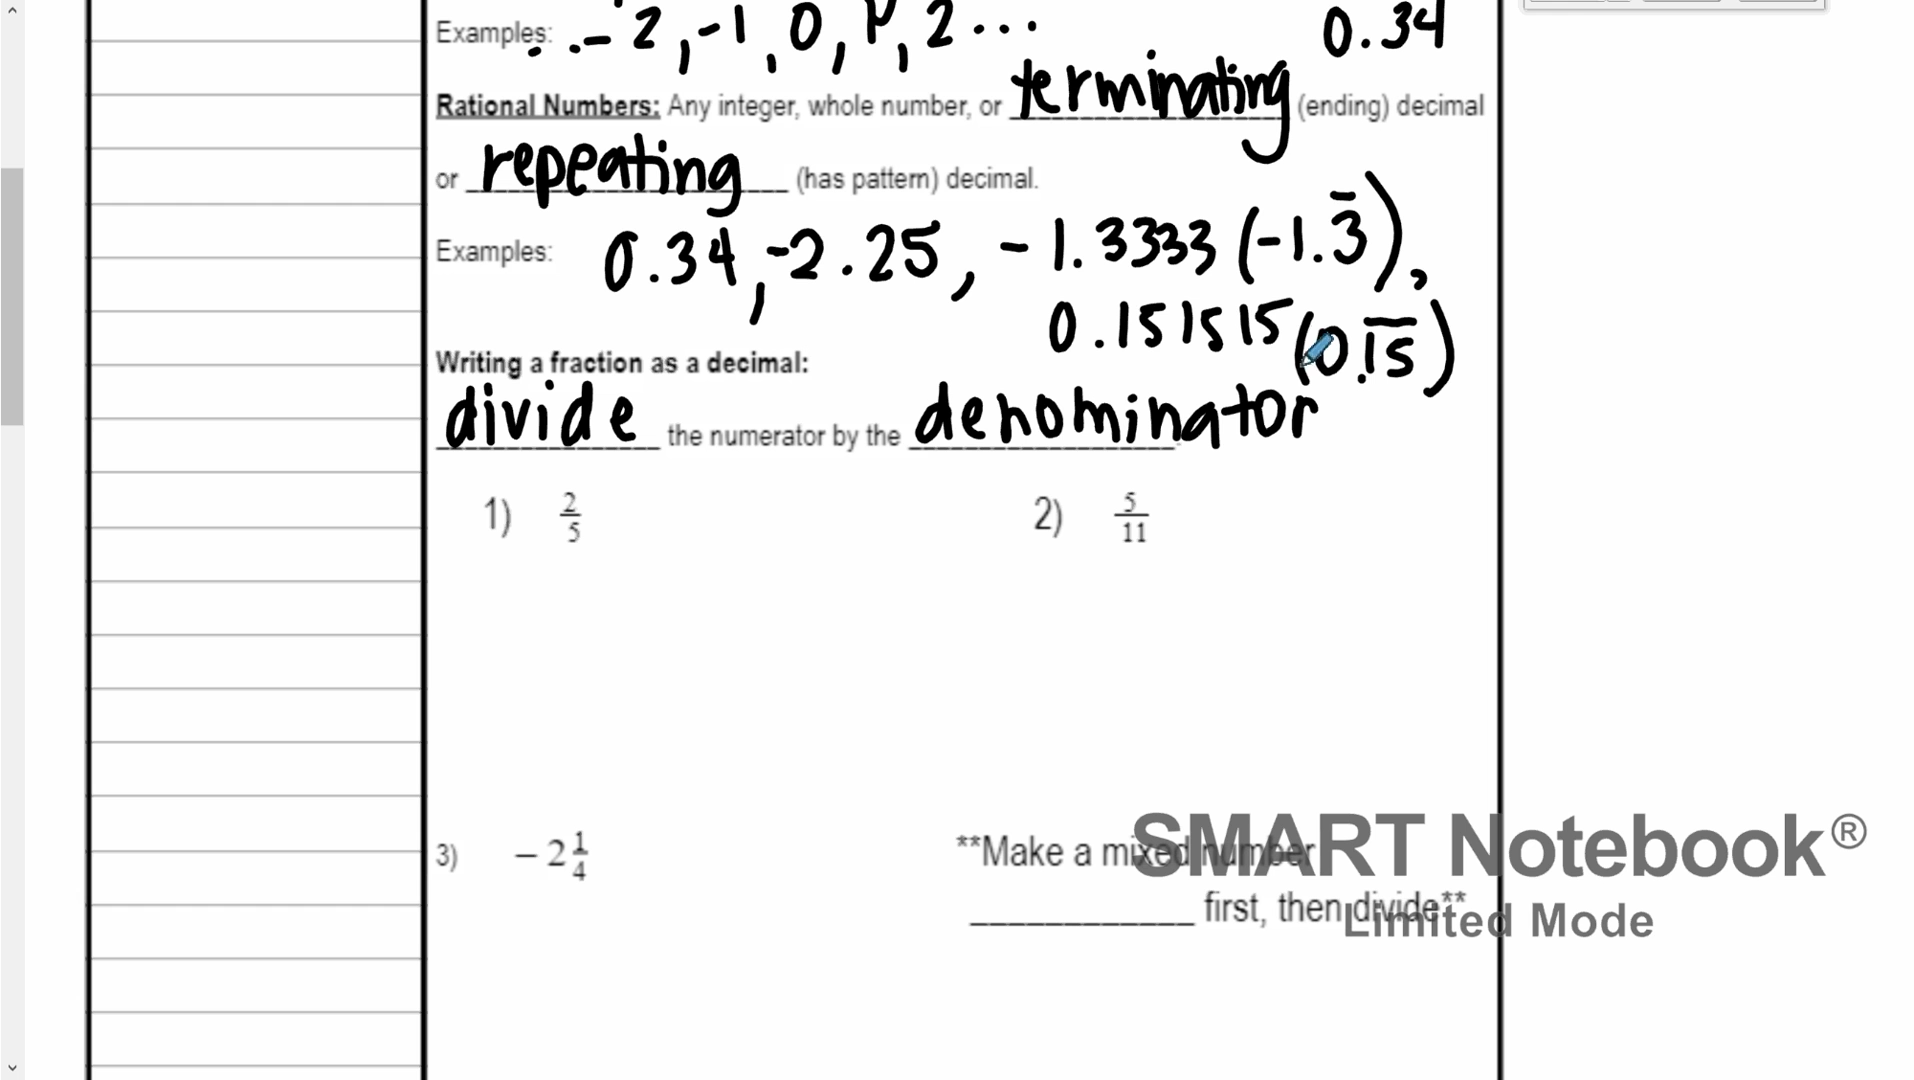 Examples: . . -2, -1, 0, 1, 2...
0.34
Rational Numbers: Any integer, whole number, or terminating (ending) decimal
or repeating (has pattern) decimal.
Examples: 0.34, -2.25, -1.3333 (-1.3̅),
0.151515 (0.1̅5̅)
Writing a fraction as a decimal:
divide the numerator by the denominator
1) 2/5 2) 5/11
3) -2 1/4 **Make a mixed number
____________ first, then divide**
SMART Notebook®
Limited Mode